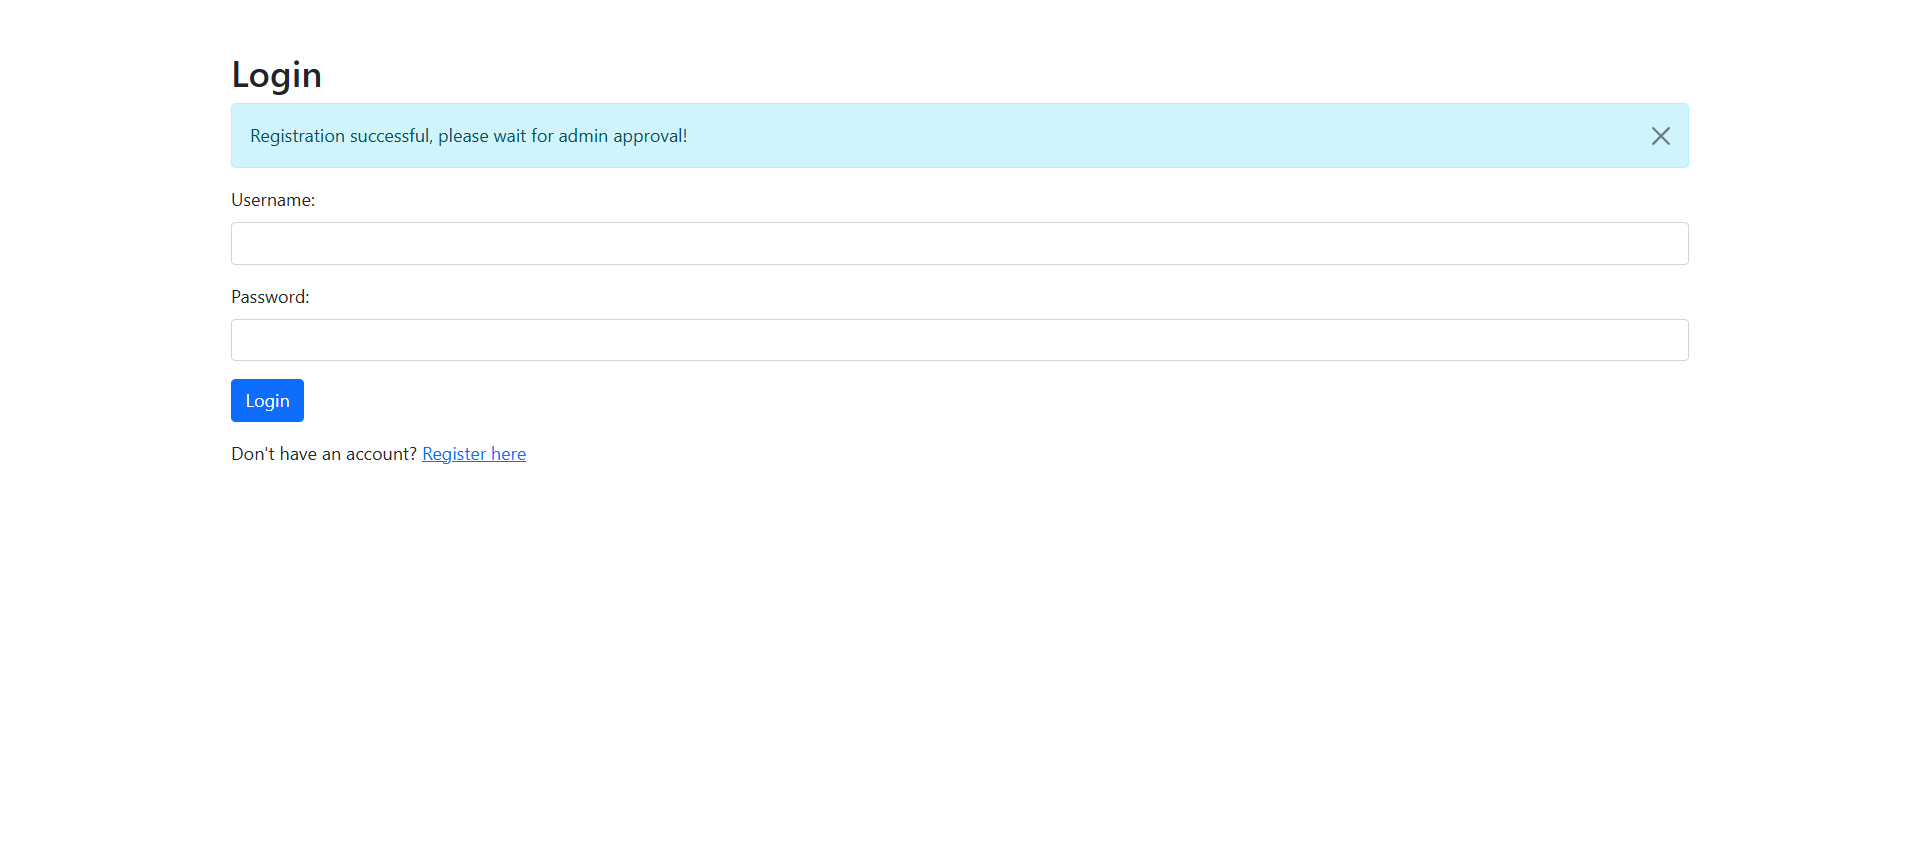 Login
Registration successful, please wait for admin approval!
Username:
Password:
Login
Don't have an account? Register here